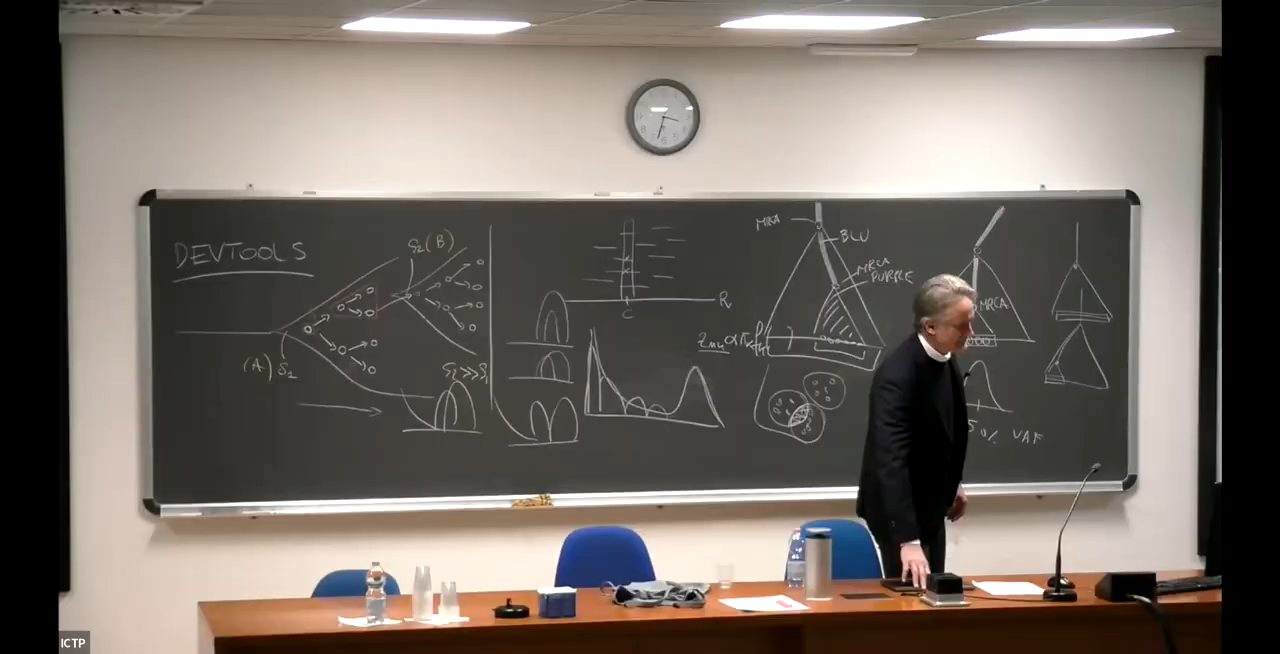 DEVTOOLS
S2(B)
(A) S1
S2>>S1
R
C
MRCA
BLU
MRCA
PURPLE
MRCA
50% VAF
ICTP